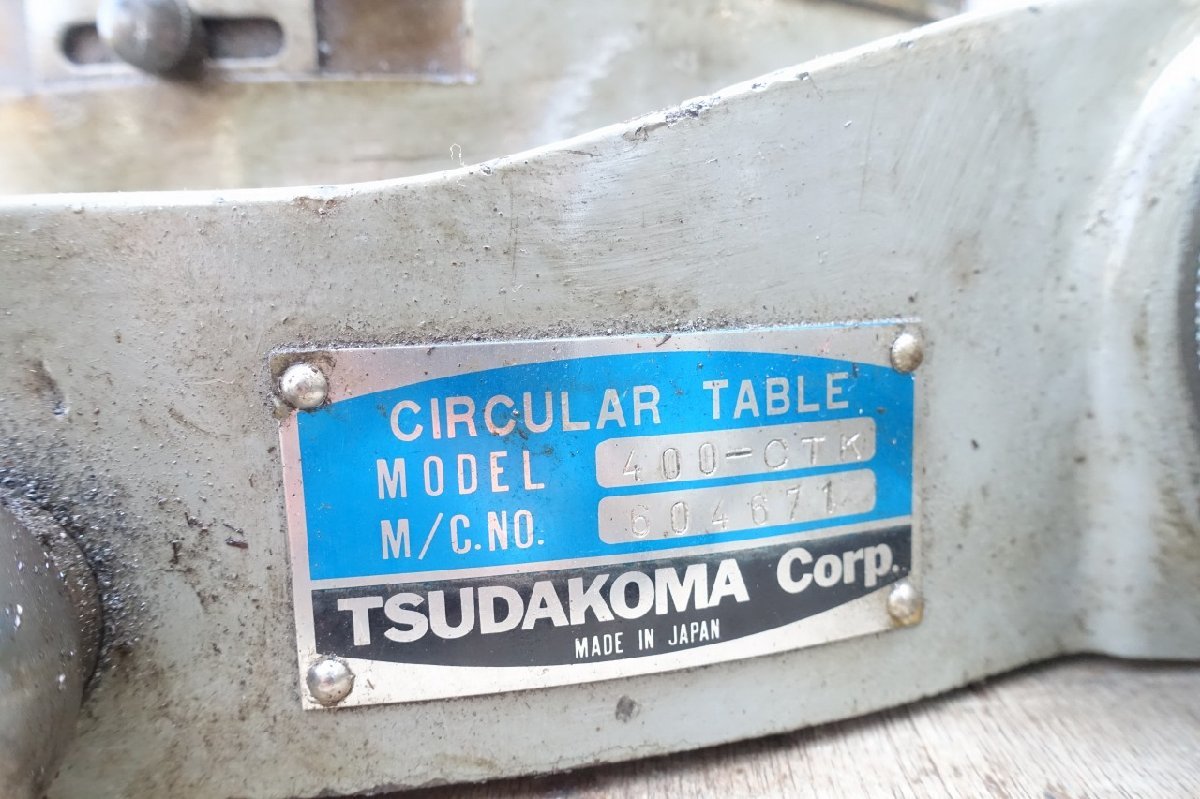 CIRCULAR TABLE
MODEL 400-CTK
M/C.NO. 604671
TSUDAKOMA Corp.
MADE IN JAPAN